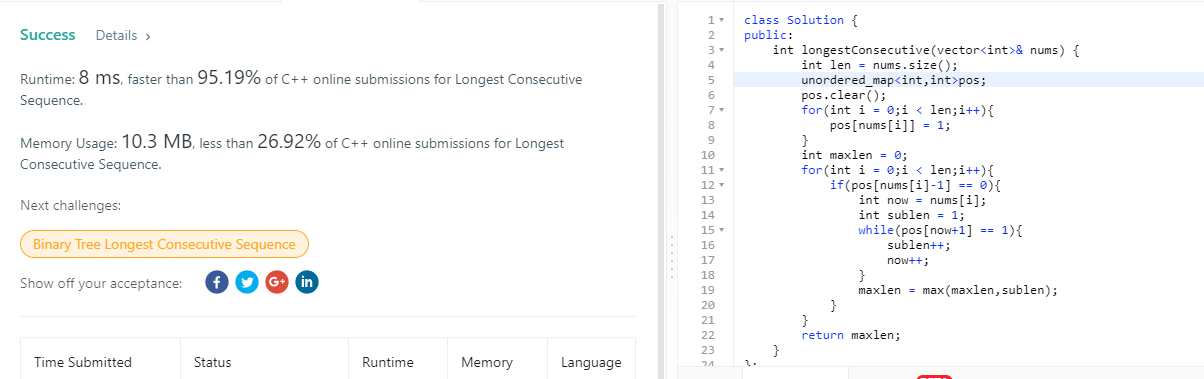 Success Details >
Runtime: 8 ms, faster than 95.19% of C++ online submissions for Longest Consecutive
Sequence.
Memory Usage: 10.3 MB, less than 26.92% of C++ online submissions for Longest
Consecutive Sequence.
Next challenges:
Binary Tree Longest Consecutive Sequence
Show off your acceptance: f G+ in
Time Submitted Status Runtime Memory Language
1 class Solution {
2 public:
3 int longestConsecutive(vector<int>& nums) {
4 int len = nums.size();
5 unordered_map<int,int>pos;
6 pos.clear();
7 for(int i = 0;i < len;i++){
8 pos[nums[i]] = 1;
9 }
10 int maxlen = 0;
11 for(int i = 0;i < len;i++){
12 if(pos[nums[i]-1] == 0){
13 int now = nums[i];
14 int sublen = 1;
15 while(pos[now+1] == 1){
16 sublen++;
17 now++;
18 }
19 maxlen = max(maxlen,sublen);
20 }
21 }
22 return maxlen;
23 }
24 };